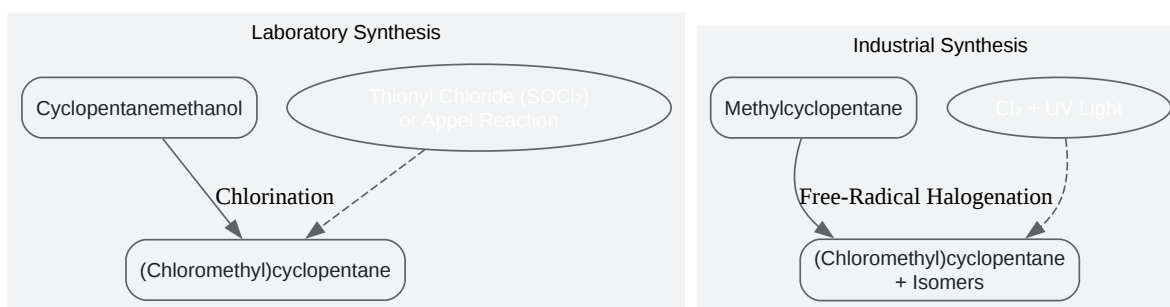 Laboratory Synthesis
Cyclopentanemethanol
Thionyl Chloride (SOCl₂)
or Appel Reaction
Chlorination
(Chloromethyl)cyclopentane
Industrial Synthesis
Methylcyclopentane
Cl₂ + UV Light
Free-Radical Halogenation
(Chloromethyl)cyclopentane
+ Isomers